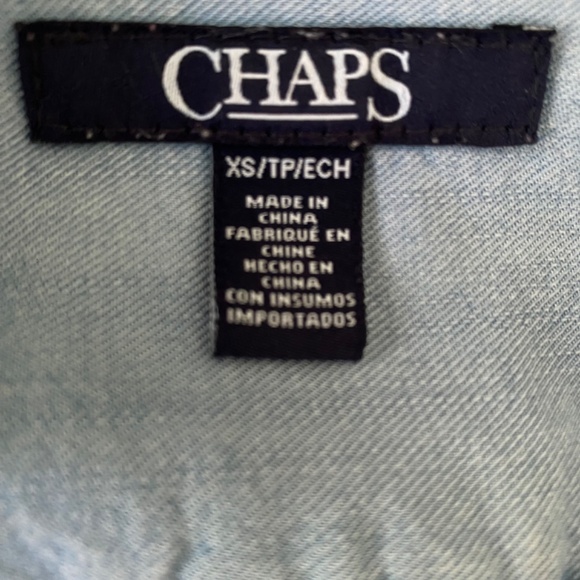 CHAPS
XS/TP/ECH
MADE IN
CHINA
FABRIQUÉ EN
CHINE
HECHO EN
CHINA
CON INSUMOS
IMPORTADOS